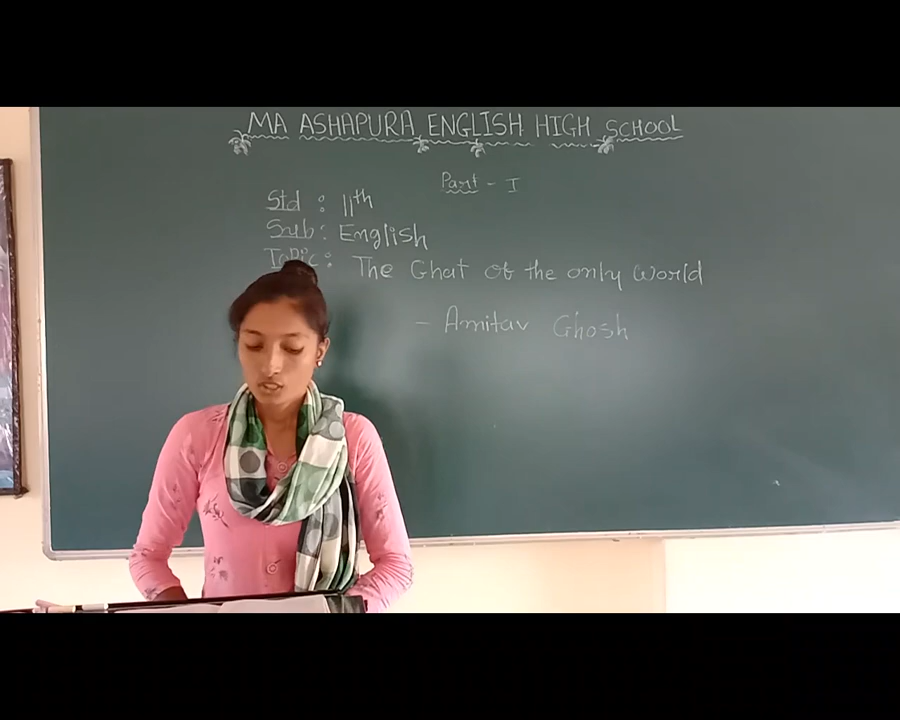 MA ASHAPURA ENGLISH HIGH SCHOOL
Part - I
Std : 11th
Sub : English
Topic : The Ghat of the only World
- Amitav Ghosh